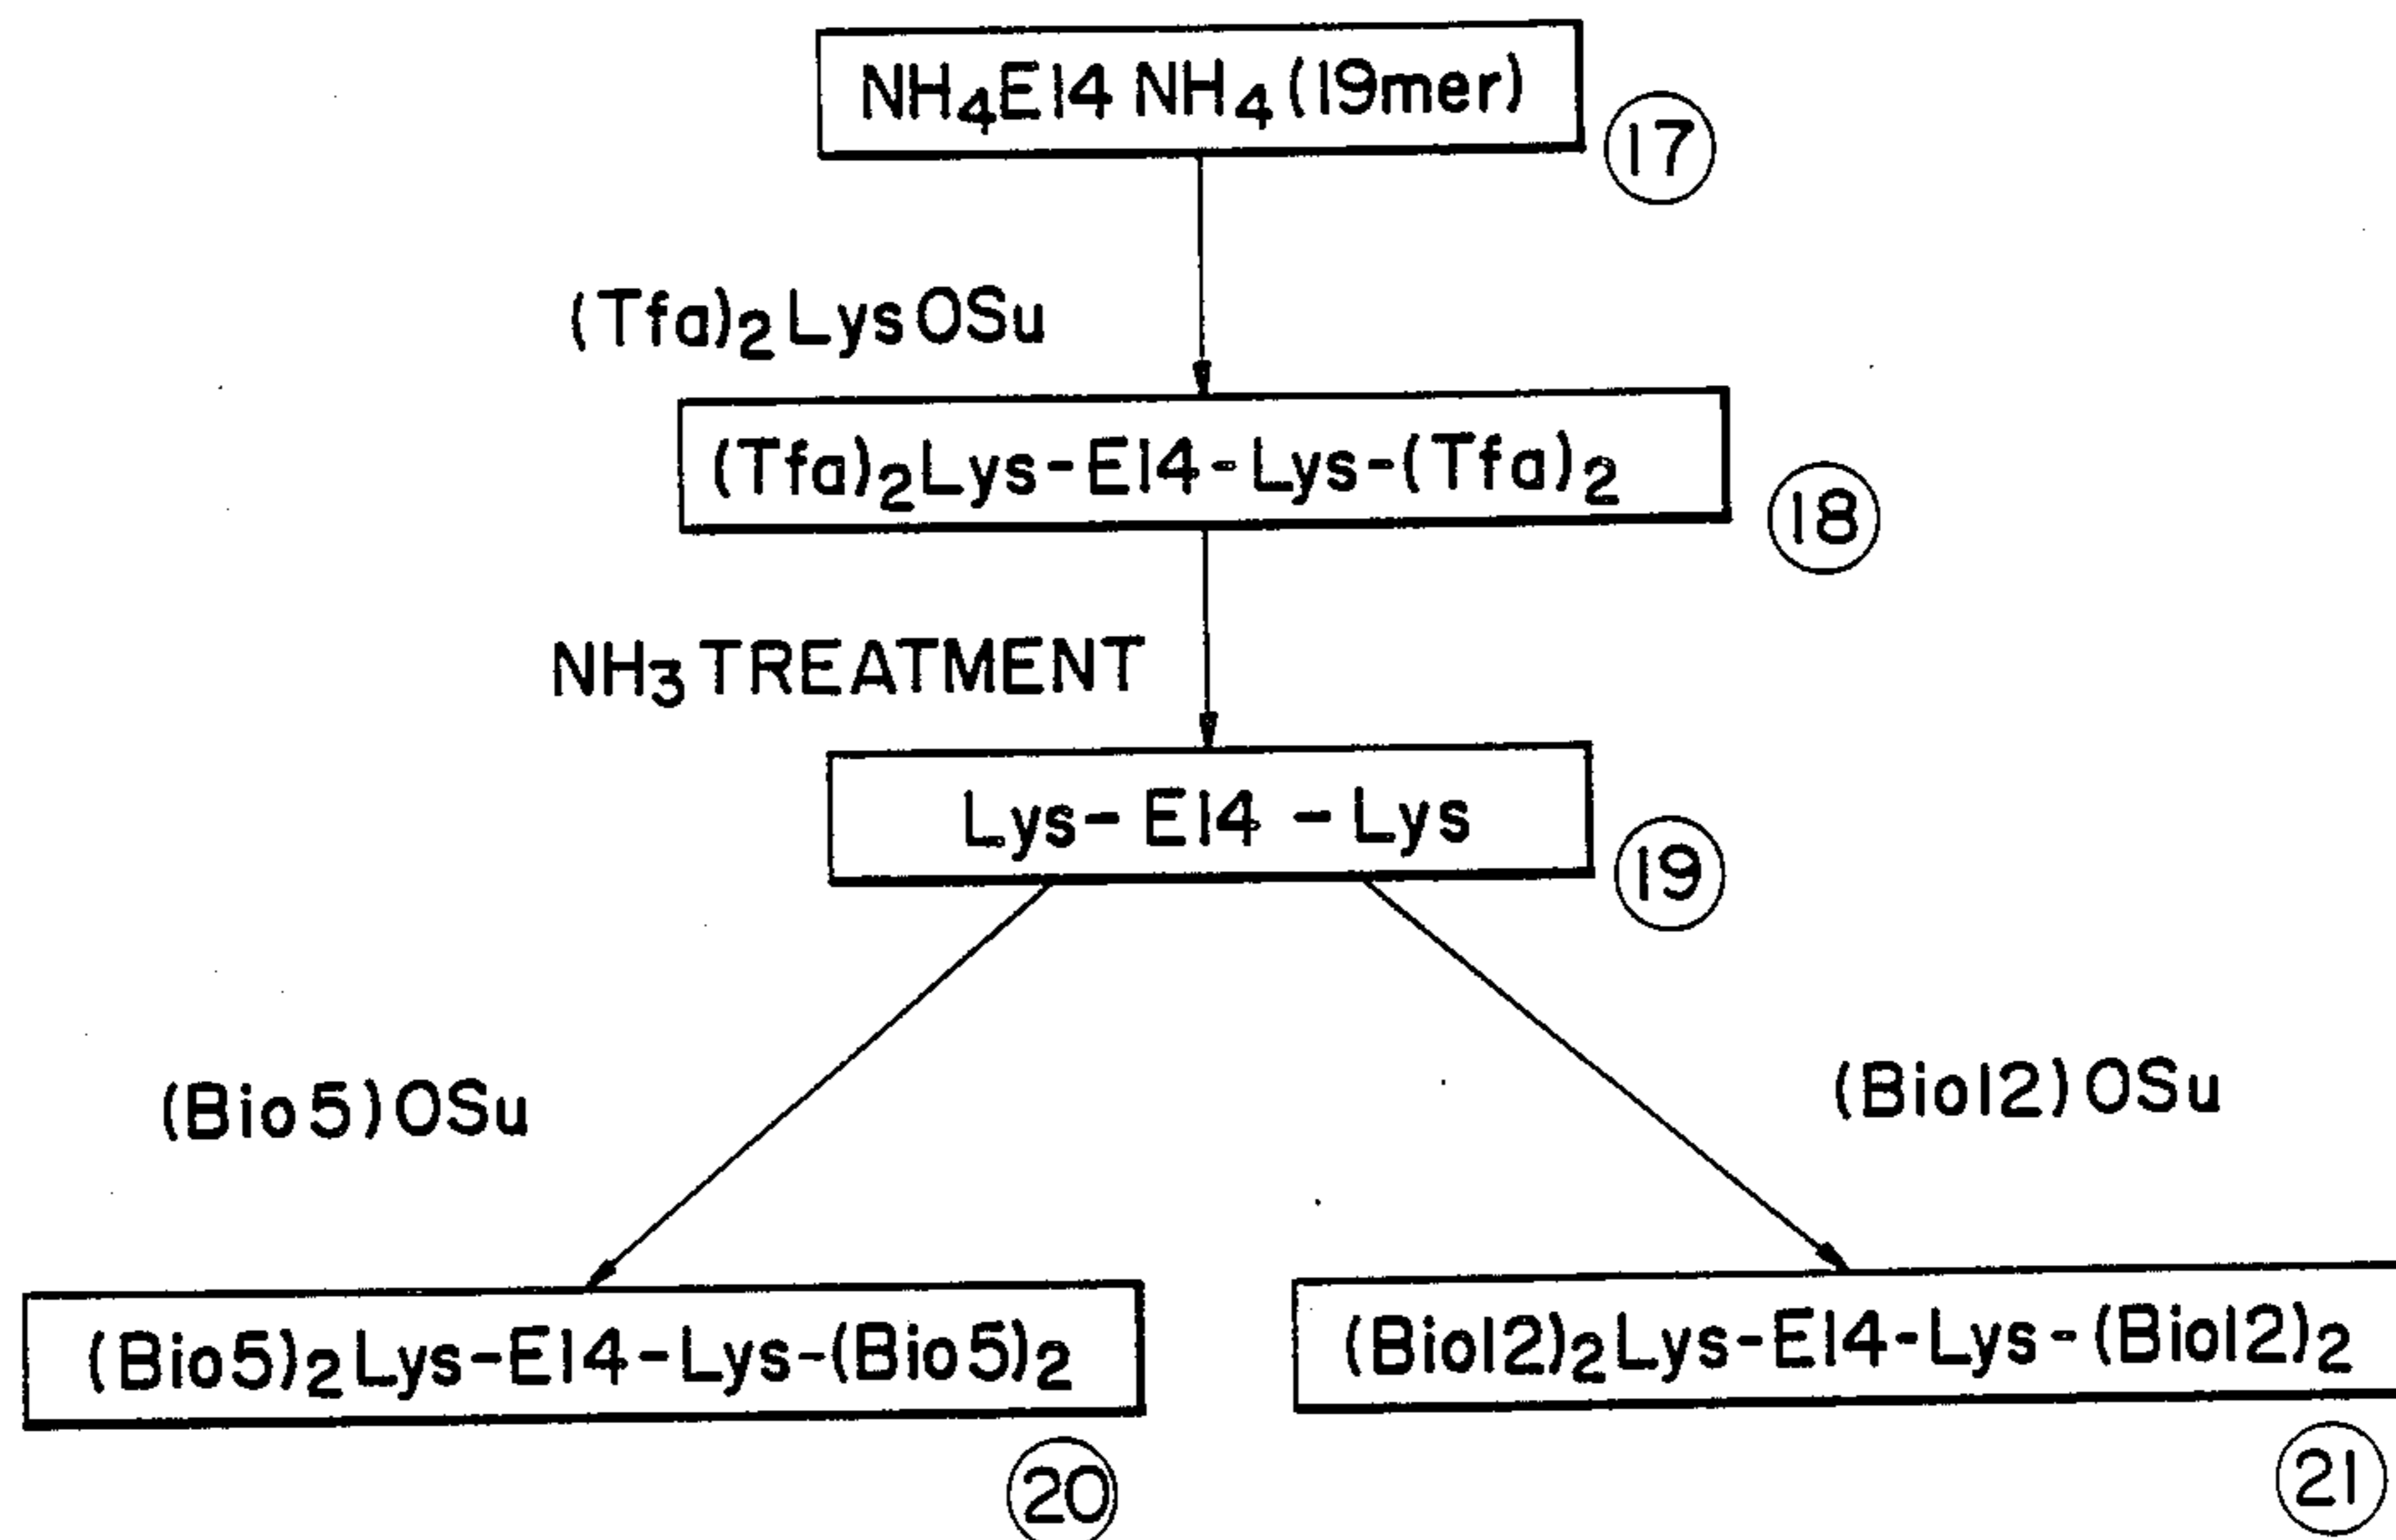 NH₄E14 NH₄(19mer)
17
(Tfa)₂LysOSu
(Tfa)₂Lys-E14-Lys-(Tfa)₂
18
NH₃ TREATMENT
Lys-E14-Lys
19
(Bio5)OSu
(Bio12)OSu
(Bio5)₂Lys-E14-Lys-(Bio5)₂
20
(Bio12)₂Lys-E14-Lys-(Bio12)₂
21